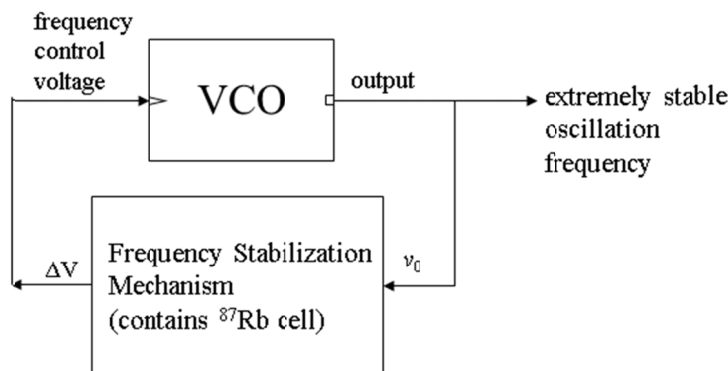 frequency
control
voltage
VCO
output
extremely stable
oscillation
frequency
ΔV
Frequency Stabilization
Mechanism
(contains ⁸⁷Rb cell)
ν₀